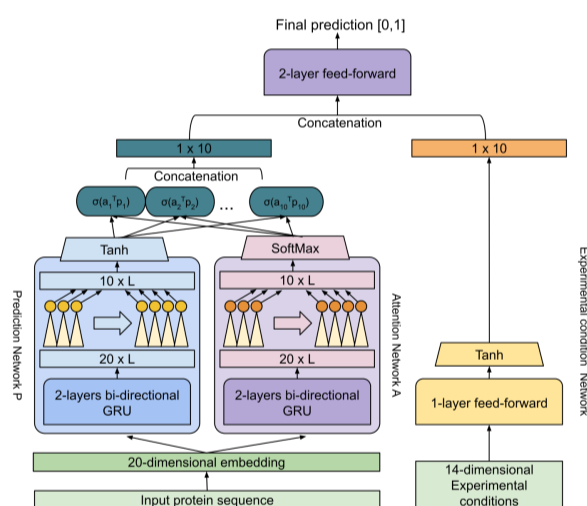 Final prediction [0,1]
2-layer feed-forward
Concatenation
1 x 10
1 x 10
Concatenation
σ(a₁ᵀp₁)
σ(a₂ᵀp₂)
...
σ(a₁₀ᵀp₁₀)
Tanh
SoftMax
10 x L
10 x L
Prediction Network P
Attention Network A
Experimental condition Network
20 x L
20 x L
Tanh
2-layers bi-directional
GRU
2-layers bi-directional
GRU
1-layer feed-forward
20-dimensional embedding
14-dimensional
Experimental
conditions
Input protein sequence